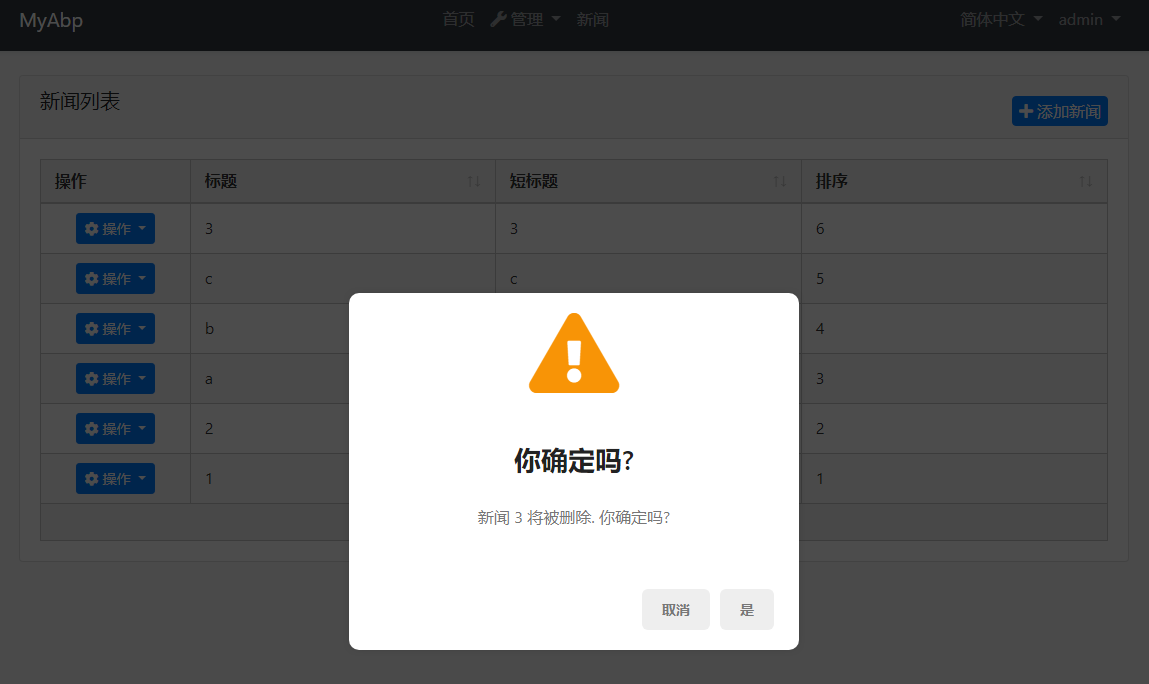 MyAbp 首页 管理 新闻 简体中文 admin
新闻列表
添加新闻
操作 标题 短标题 排序
操作 3 3 6
操作 c c 5
操作 b 4
操作 a 3
操作 2 2
操作 1 1
你确定吗?
新闻 3 将被删除. 你确定吗?
取消 是